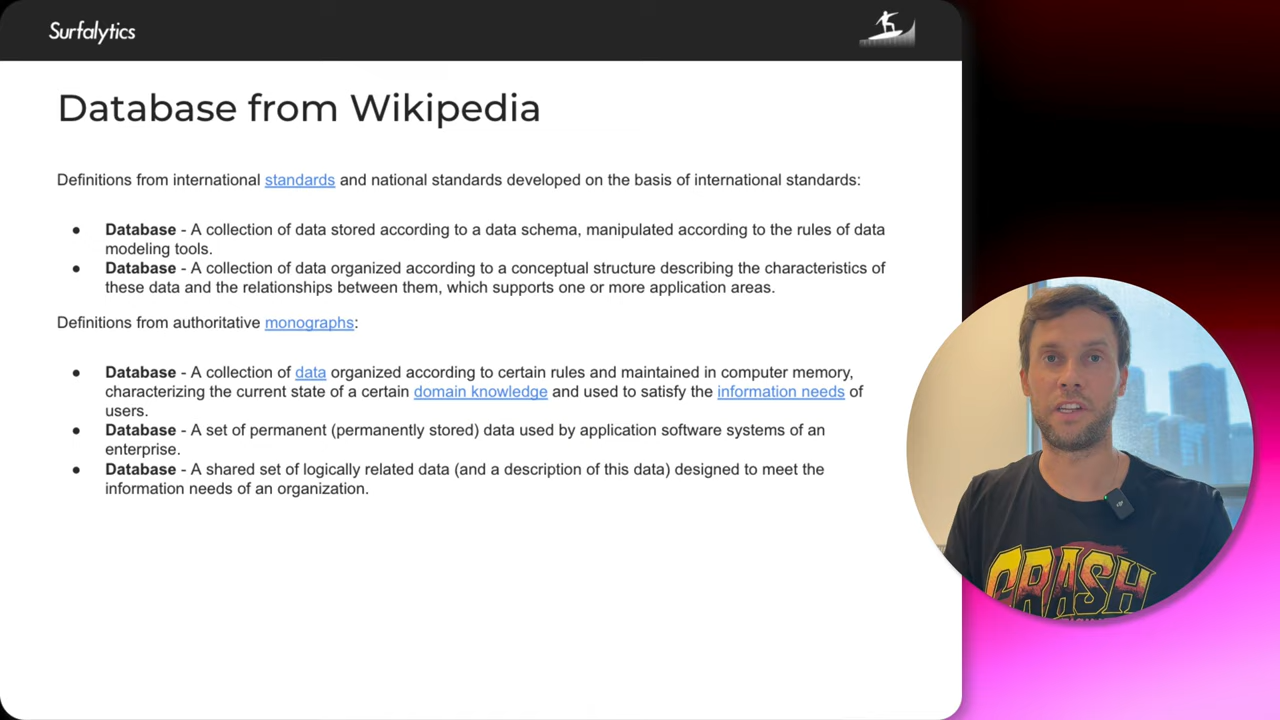 Surfalytics
Database from Wikipedia
Definitions from international standards and national standards developed on the basis of international standards:
● Database - A collection of data stored according to a data schema, manipulated according to the rules of data
modeling tools.
● Database - A collection of data organized according to a conceptual structure describing the characteristics of
these data and the relationships between them, which supports one or more application areas.
Definitions from authoritative monographs:
● Database - A collection of data organized according to certain rules and maintained in computer memory,
characterizing the current state of a certain domain knowledge and used to satisfy the information needs of
users.
● Database - A set of permanent (permanently stored) data used by application software systems of an
enterprise.
● Database - A shared set of logically related data (and a description of this data) designed to meet the
information needs of an organization.
CRASH